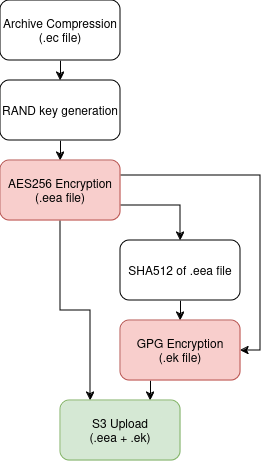 Archive Compression
(.ec file)
RAND key generation
AES256 Encryption
(.eea file)
SHA512 of .eea file
GPG Encryption
(.ek file)
S3 Upload
(.eea + .ek)